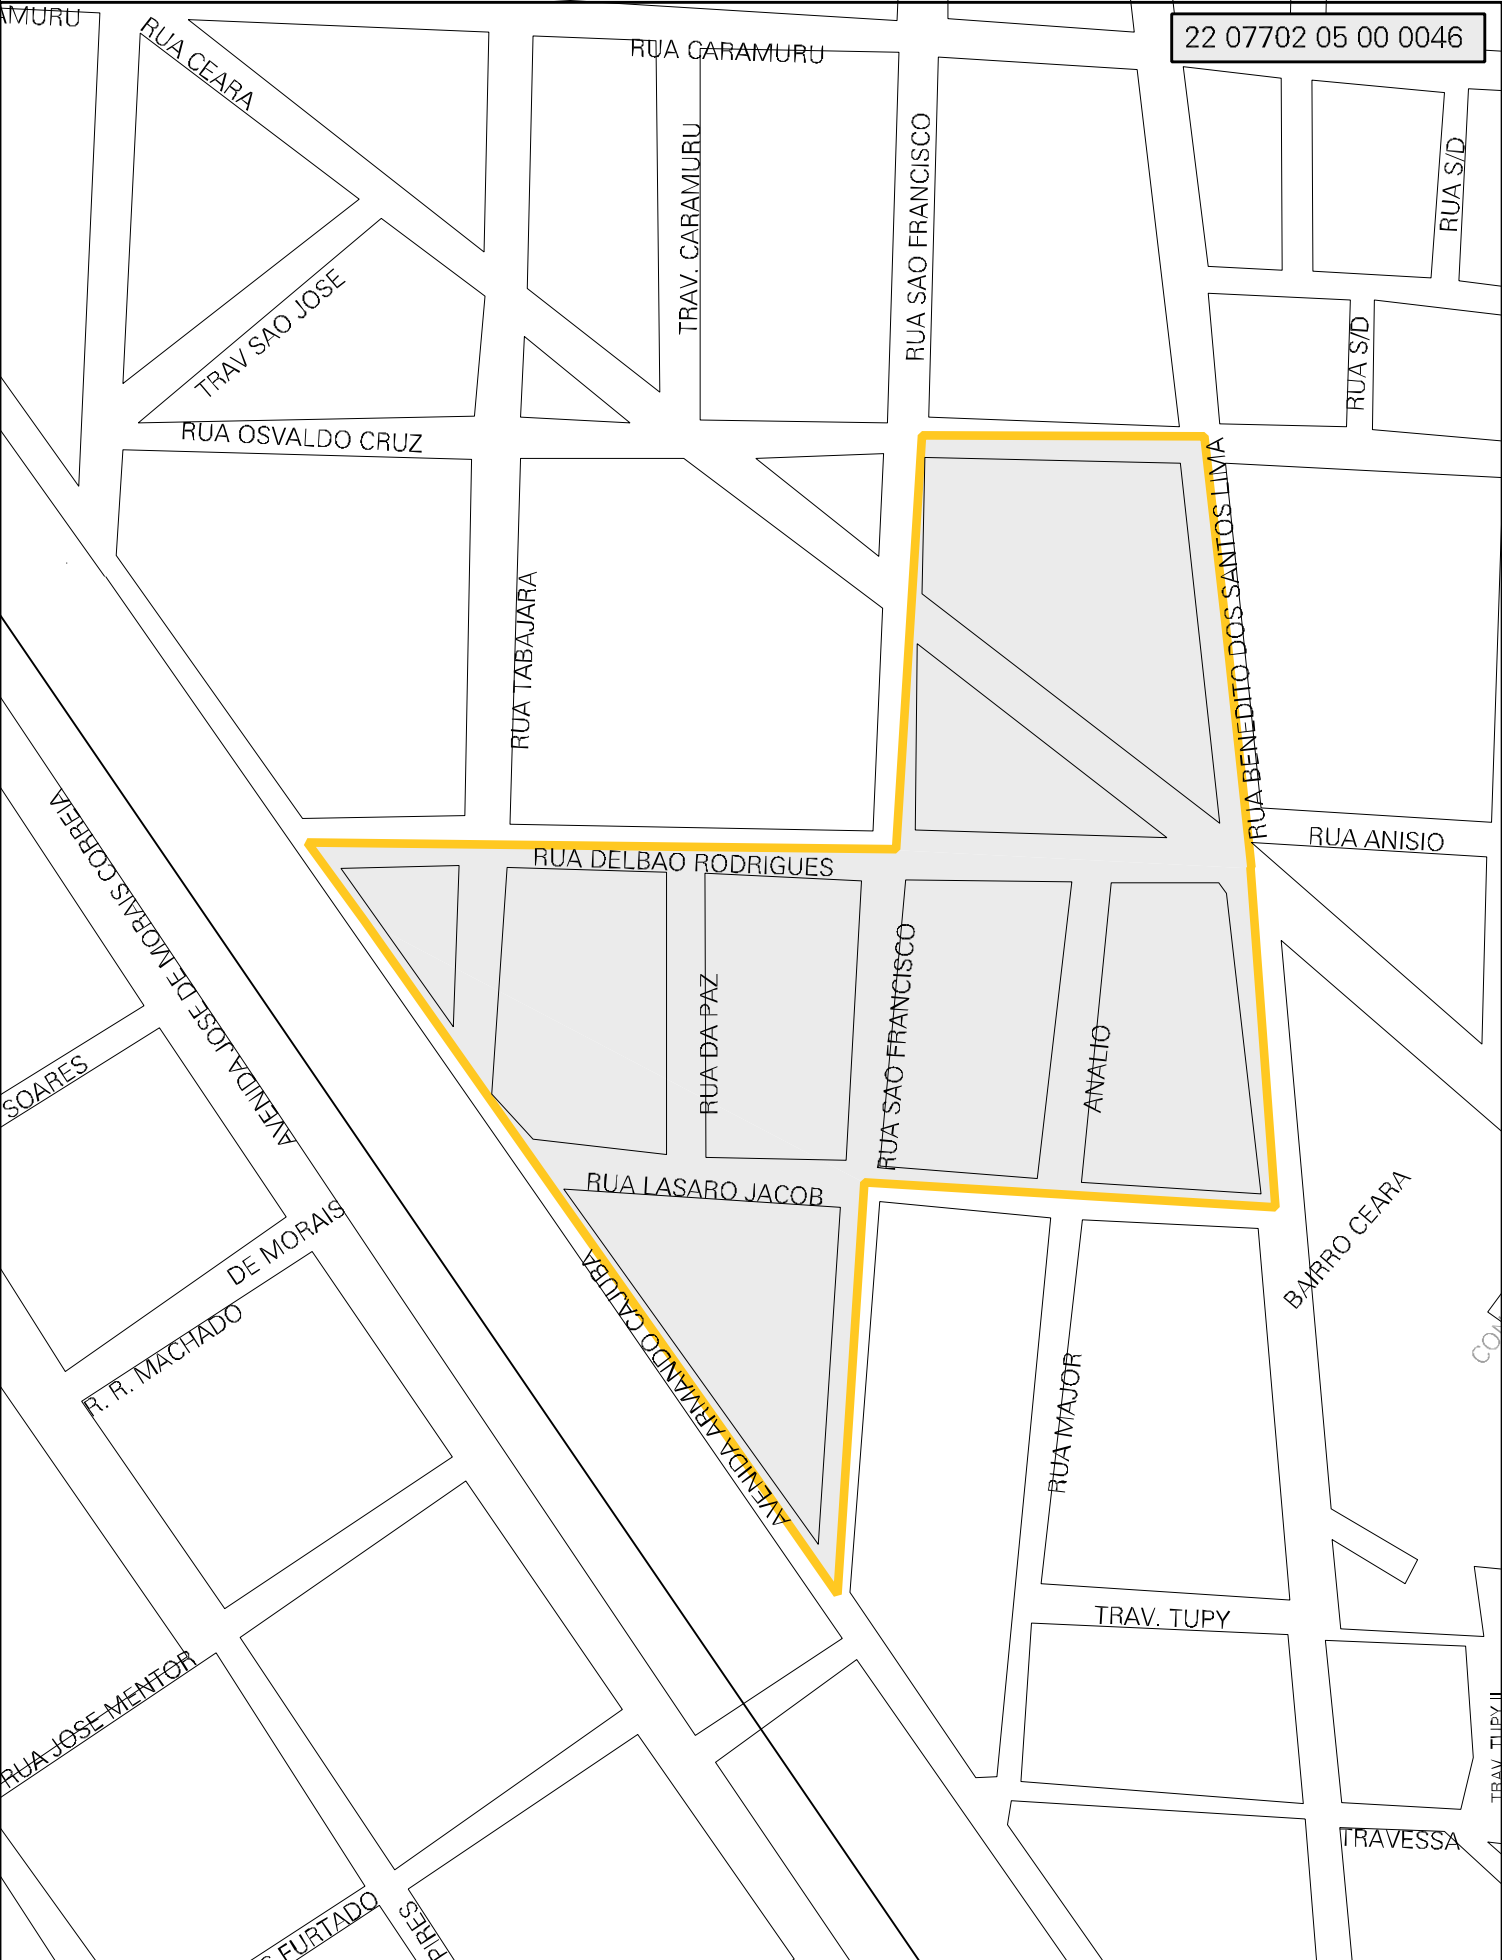 AMURU
RUA CEARA
RUA CARAMURU
22 07702 05 00 0046
TRAV. CARAMURU
RUA SAO FRANCISCO
RUA S/D
TRAV SAO JOSE
RUA S/D
RUA OSVALDO CRUZ
RUA TABAJARA
RUA BENEDITO DOS SANTOS LIMA
RUA ANISIO
RUA DELBAO RODRIGUES
AVENIDA JOSE DE MORAIS CORREIA
RUA DA PAZ
RUA SAO FRANCISCO
ANALIO
SOARES
RUA LASARO JACOB
DE MORAIS
BAIRRO CEARA
R. R. MACHADO
AVENIDA ARMANDO CAJUBA
RUA MAJOR
TRAV. TUPY
RUA JOSE MENTOR
TRAV. TUPY II
TRAVESSA
FURTADO
PIRES